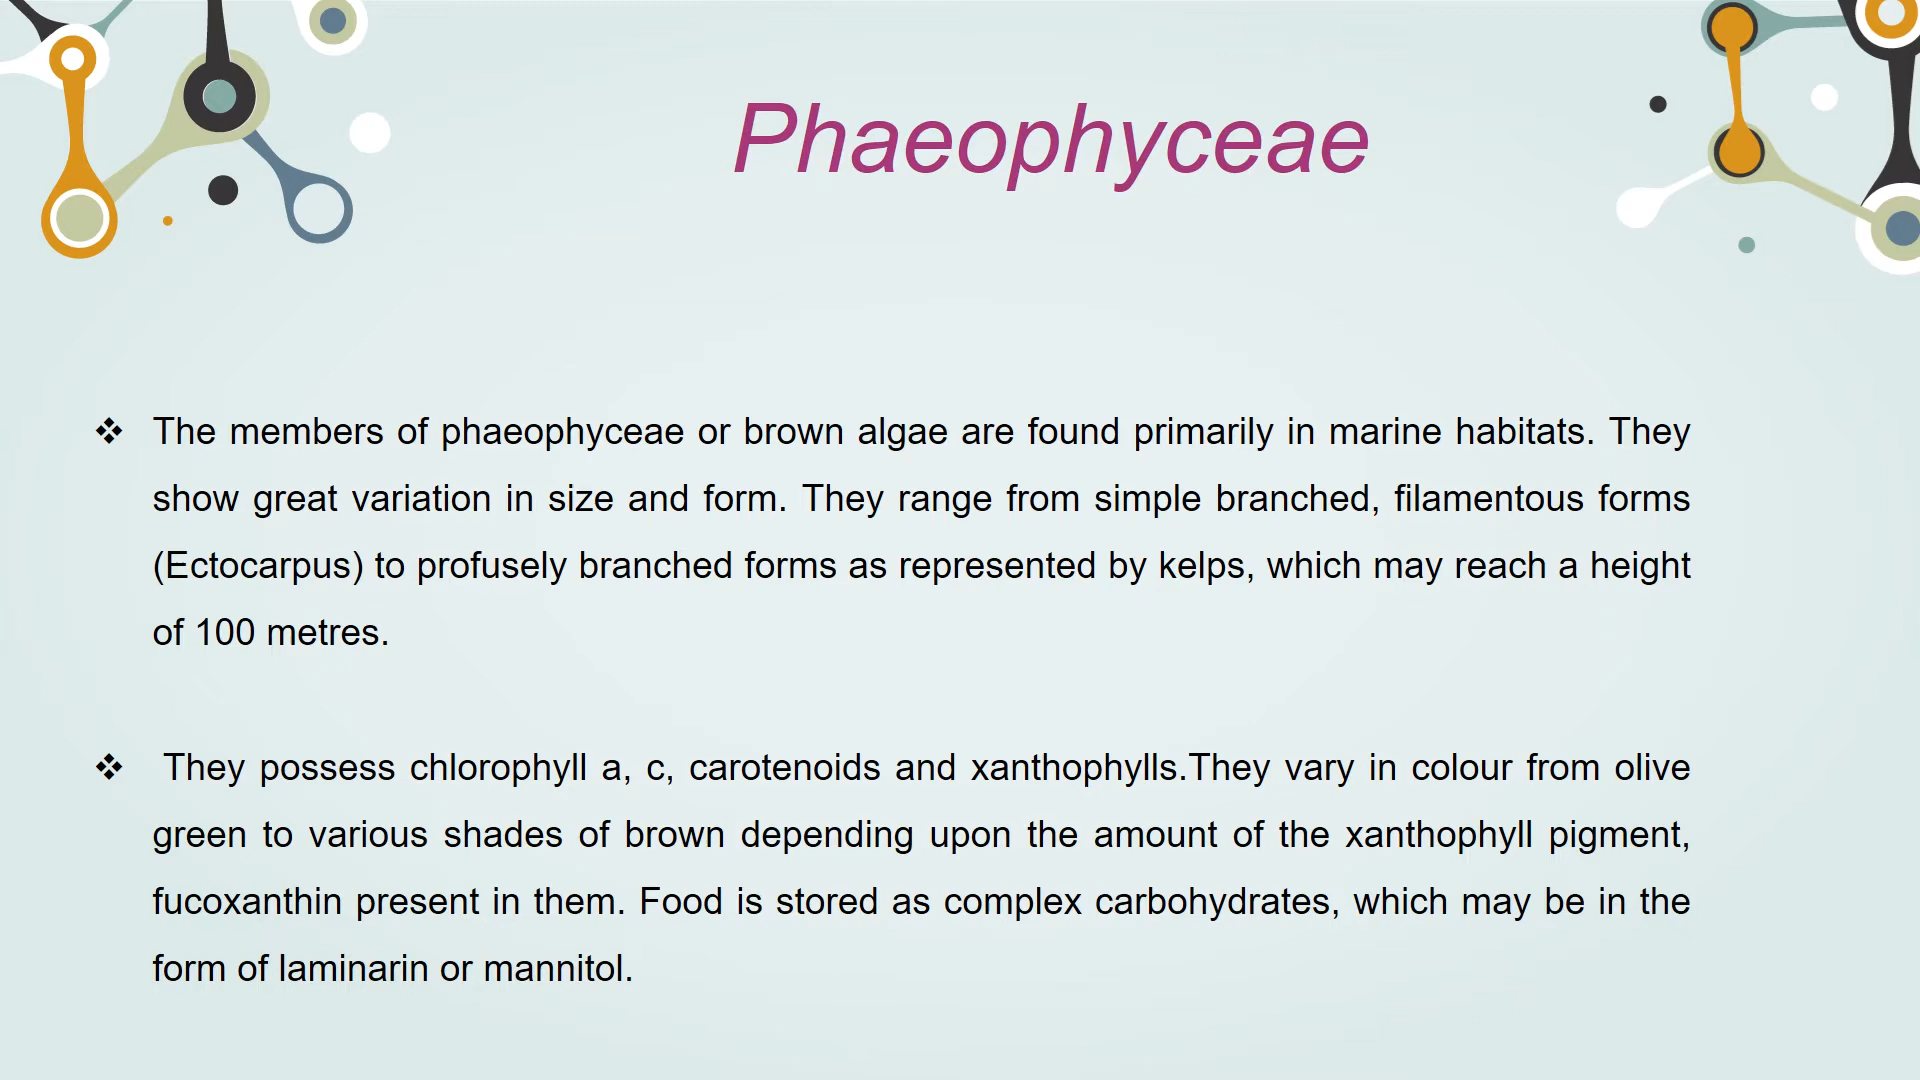 Phaeophyceae
❖ The members of phaeophyceae or brown algae are found primarily in marine habitats. They
show great variation in size and form. They range from simple branched, filamentous forms
(Ectocarpus) to profusely branched forms as represented by kelps, which may reach a height
of 100 metres.
❖ They possess chlorophyll a, c, carotenoids and xanthophylls.They vary in colour from olive
green to various shades of brown depending upon the amount of the xanthophyll pigment,
fucoxanthin present in them. Food is stored as complex carbohydrates, which may be in the
form of laminarin or mannitol.